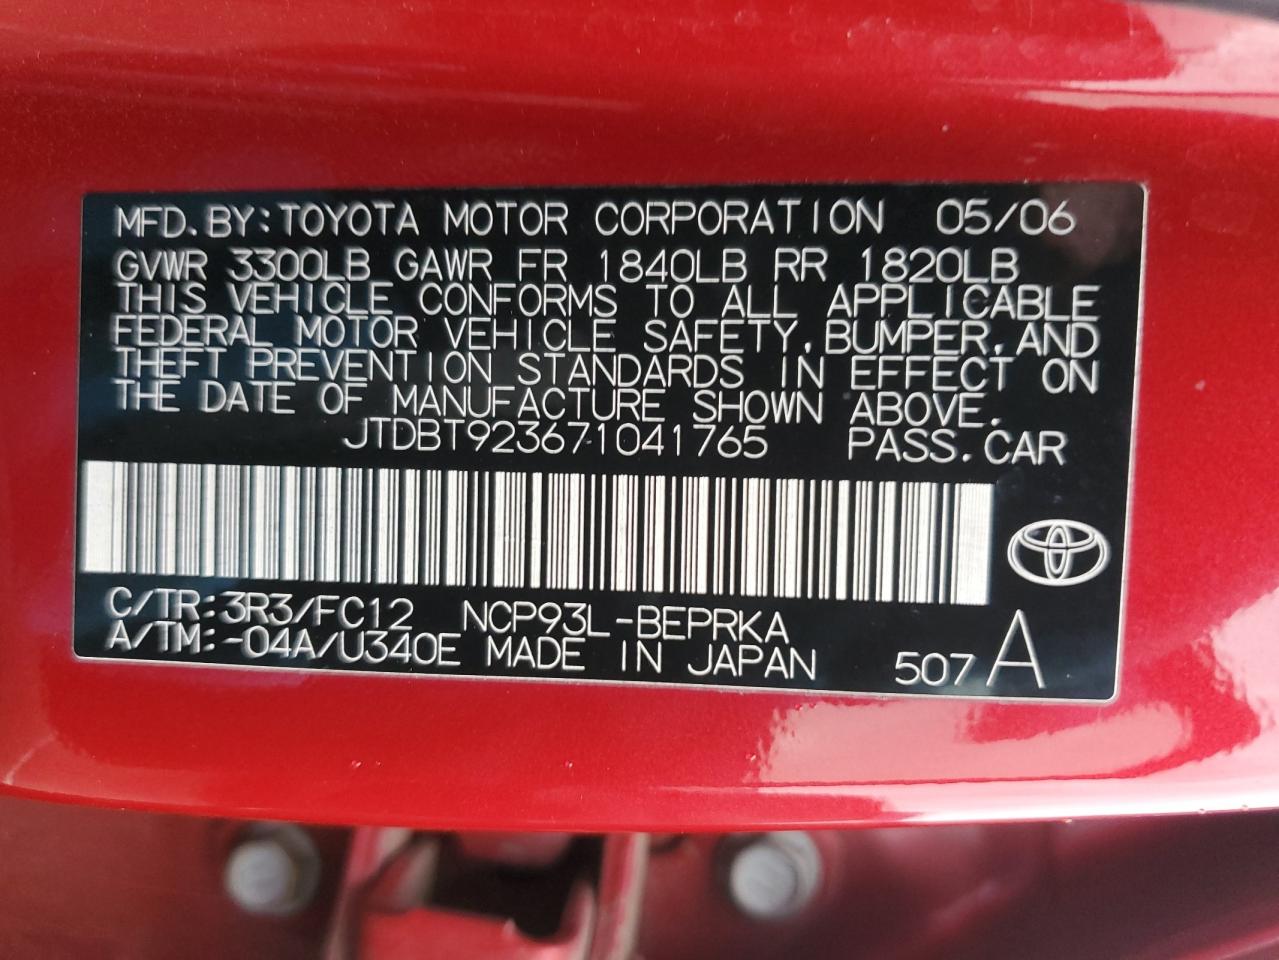 MFD.BY:TOYOTA MOTOR CORPORATION 05/06
GVWR 3300LB GAWR FR 1840LB RR 1820LB
THIS VEHICLE CONFORMS TO ALL APPLICABLE
FEDERAL MOTOR VEHICLE SAFETY,BUMPER,AND
THEFT PREVENTION STANDARDS IN EFFECT ON
THE DATE OF MANUFACTURE SHOWN ABOVE.
JTDBT923671041765 PASS.CAR
C/TR:3R3/FC12 NCP93L-BEPRKA
A/TM:-04A/U340E MADE IN JAPAN 507 A